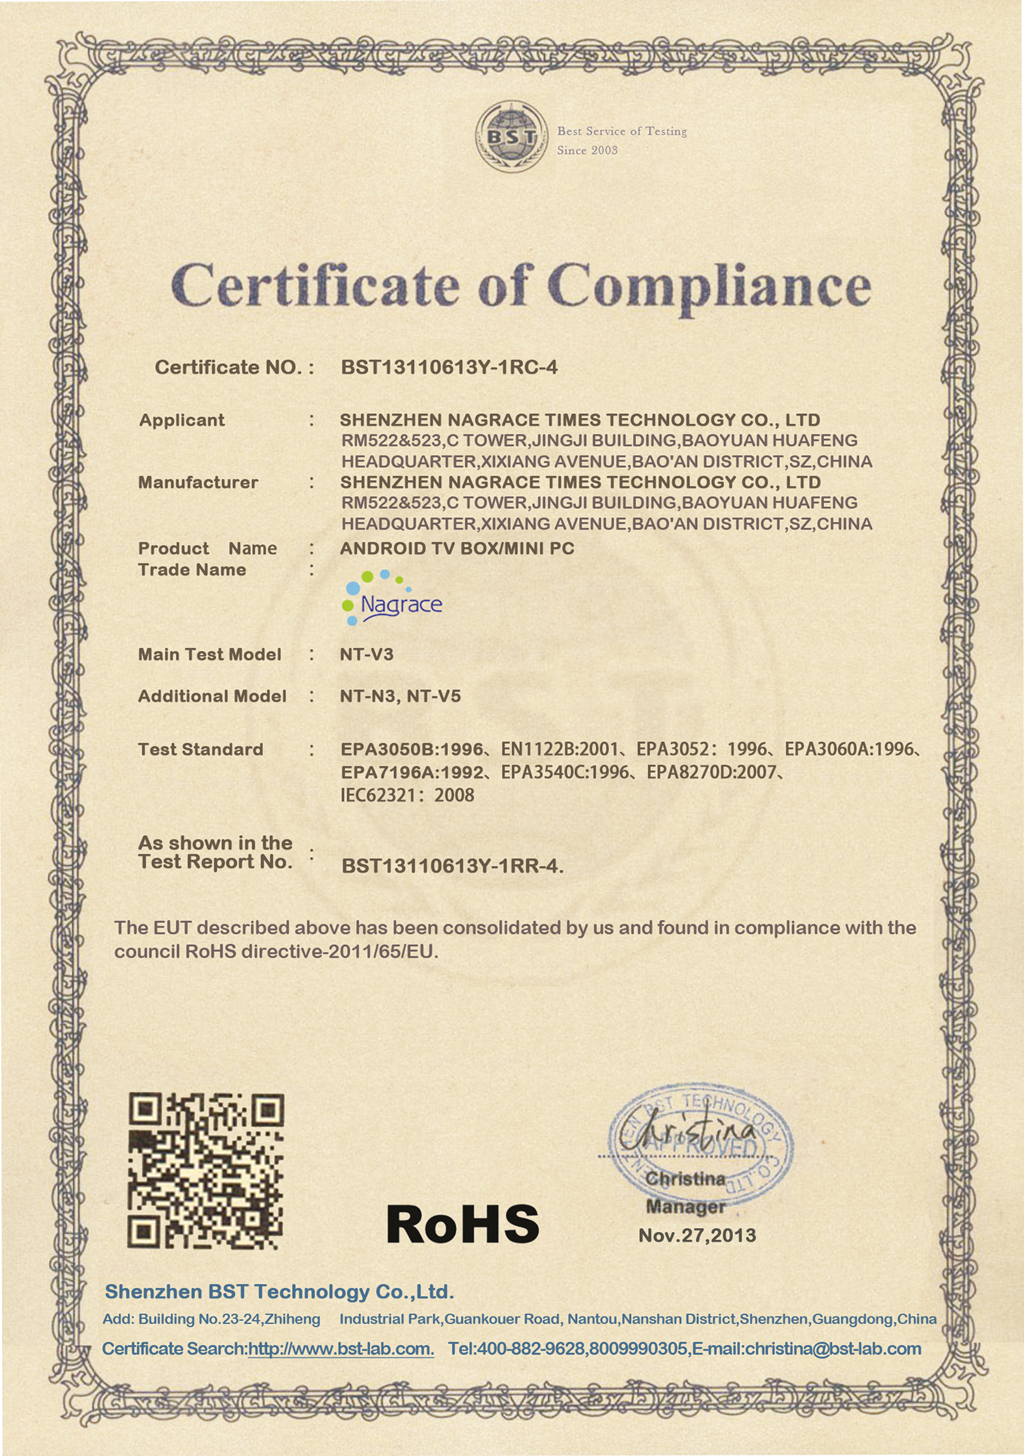 BST
Best Service of Testing
Since 2003
Certificate of Compliance
Certificate NO. : BST13110613Y-1RC-4
Applicant : SHENZHEN NAGRACE TIMES TECHNOLOGY CO., LTD
RM522&523,C TOWER,JINGJI BUILDING,BAOYUAN HUAFENG
HEADQUARTER,XIXIANG AVENUE,BAO'AN DISTRICT,SZ,CHINA
Manufacturer : SHENZHEN NAGRACE TIMES TECHNOLOGY CO., LTD
RM522&523,C TOWER,JINGJI BUILDING,BAOYUAN HUAFENG
HEADQUARTER,XIXIANG AVENUE,BAO'AN DISTRICT,SZ,CHINA
Product Name : ANDROID TV BOX/MINI PC
Trade Name :
Nagrace
Main Test Model : NT-V3
Additional Model : NT-N3, NT-V5
Test Standard : EPA3050B:1996、EN1122B:2001、EPA3052：1996、EPA3060A:1996、
EPA7196A:1992、EPA3540C:1996、EPA8270D:2007、
IEC62321：2008
As shown in the
Test Report No. : BST13110613Y-1RR-4.
The EUT described above has been consolidated by us and found in compliance with the
council RoHS directive-2011/65/EU.
BST TECHNOLOGY CO.,LTD
Christina
APPROVED
Christina
Manager
RoHS
Nov.27,2013
Shenzhen BST Technology Co.,Ltd.
Add: Building No.23-24,Zhiheng Industrial Park,Guankouer Road, Nantou,Nanshan District,Shenzhen,Guangdong,China
Certificate Search:http://www.bst-lab.com. Tel:400-882-9628,8009990305,E-mail:christina@bst-lab.com